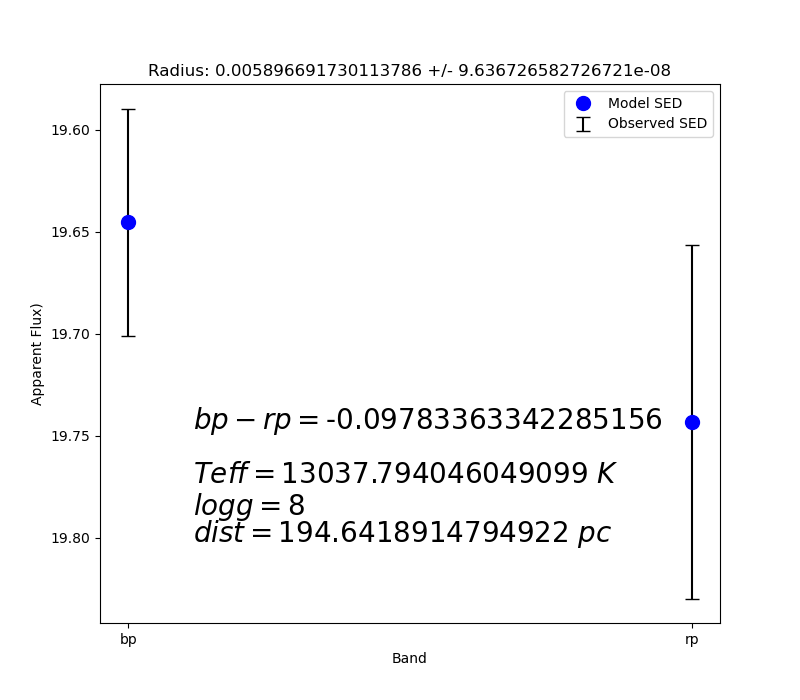 Radius: 0.005896691730113786 +/- 9.636726582726721e-08
Model SED
Observed SED
19.60
19.65
19.70
19.75
19.80
Apparent Flux)
bp − rp = -0.09783363342285156
Teff = 13037.794046049099 K
logg = 8
dist = 194.6418914794922 pc
bp
rp
Band